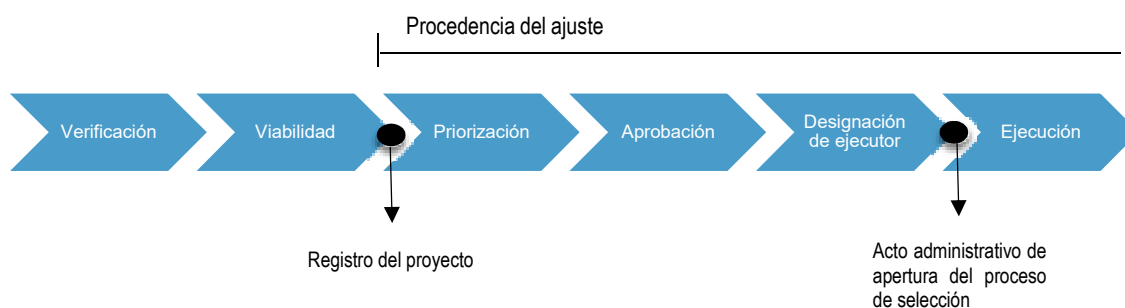 Procedencia del ajuste
Verificación
Viabilidad
Priorización
Aprobación
Designación
de ejecutor
Ejecución
Registro del proyecto
Acto administrativo de
apertura del proceso
de selección